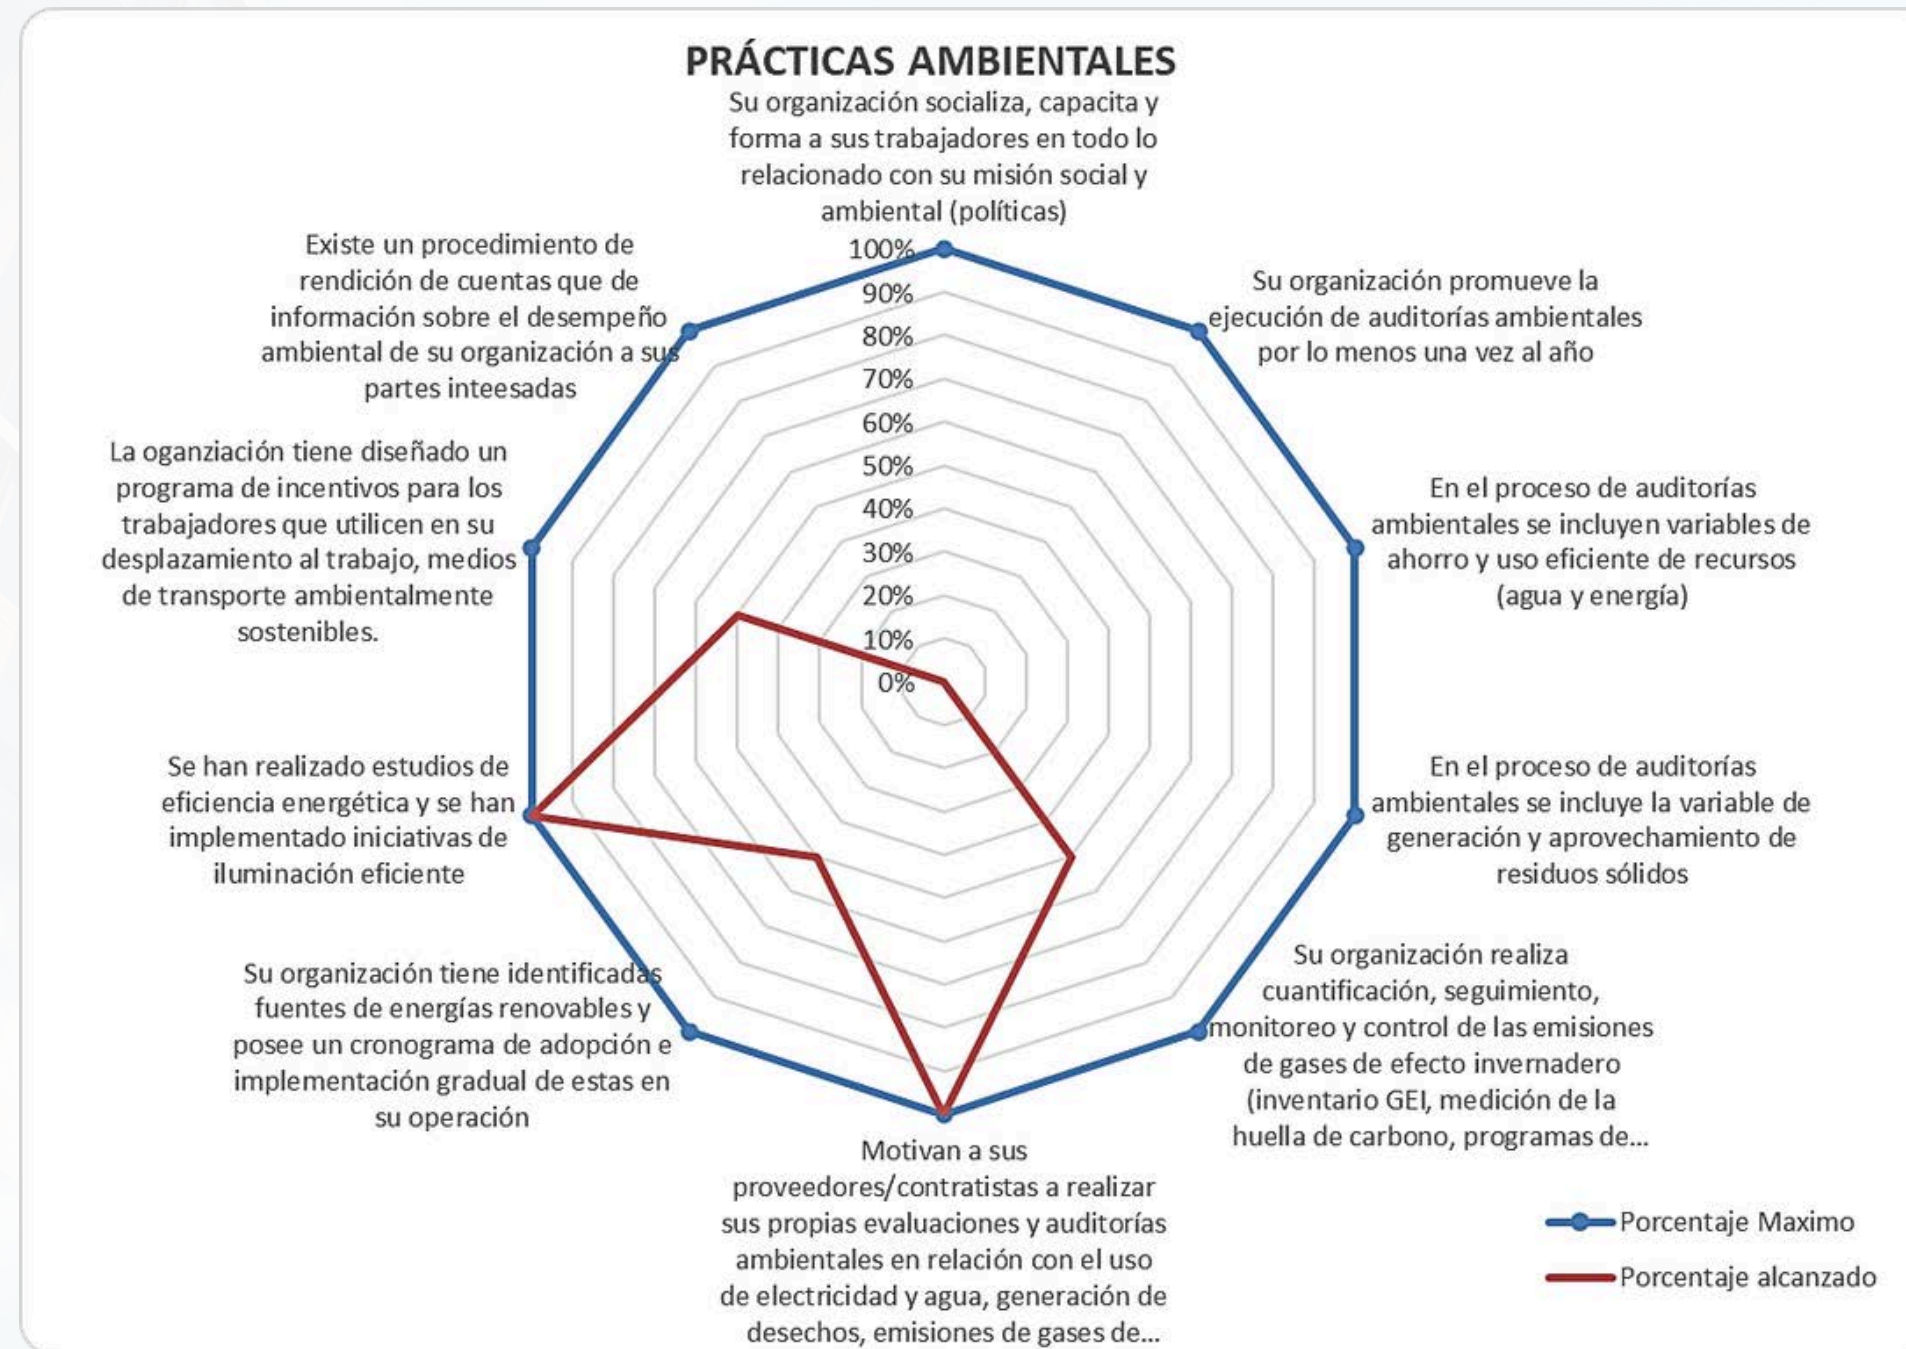 PRÁCTICAS AMBIENTALES
Su organización socializa, capacita y
forma a sus trabajadores en todo lo
relacionado con su misión social y
ambiental (políticas)
Su organización promueve la
ejecución de auditorías ambientales
por lo menos una vez al año
En el proceso de auditorías
ambientales se incluyen variables de
ahorro y uso eficiente de recursos
(agua y energía)
En el proceso de auditorías
ambientales se incluye la variable de
generación y aprovechamiento de
residuos sólidos
Su organización realiza
cuantificación, seguimiento,
monitoreo y control de las emisiones
de gases de efecto invernadero
(inventario GEI, medición de la
huella de carbono, programas de...
Motivan a sus
proveedores/contratistas a realizar
sus propias evaluaciones y auditorías
ambientales en relación con el uso
de electricidad y agua, generación de
desechos, emisiones de gases de...
Su organización tiene identificadas
fuentes de energías renovables y
posee un cronograma de adopción e
implementación gradual de estas en
su operación
Se han realizado estudios de
eficiencia energética y se han
implementado iniciativas de
iluminación eficiente
La oganziación tiene diseñado un
programa de incentivos para los
trabajadores que utilicen en su
desplazamiento al trabajo, medios
de transporte ambientalmente
sostenibles.
Existe un procedimiento de
rendición de cuentas que de
información sobre el desempeño
ambiental de su organización a sus
partes inteesadas
100%
90%
80%
70%
60%
50%
40%
30%
20%
10%
0%
Porcentaje Maximo
Porcentaje alcanzado